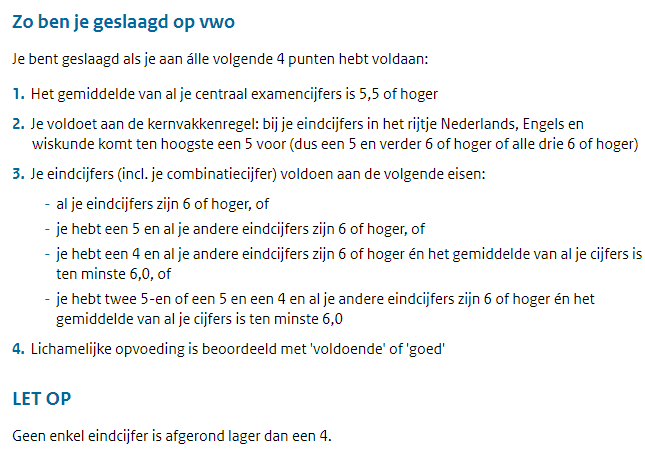 Zo ben je geslaagd op vwo
Je bent geslaagd als je aan álle volgende 4 punten hebt voldaan:
1. Het gemiddelde van al je centraal examencijfers is 5,5 of hoger
2. Je voldoet aan de kernvakkenregel: bij je eindcijfers in het rijtje Nederlands, Engels en
wiskunde komt ten hoogste een 5 voor (dus een 5 en verder 6 of hoger of alle drie 6 of hoger)
3. Je eindcijfers (incl. je combinatiecijfer) voldoen aan de volgende eisen:
- al je eindcijfers zijn 6 of hoger, of
- je hebt een 5 en al je andere eindcijfers zijn 6 of hoger, of
- je hebt een 4 en al je andere eindcijfers zijn 6 of hoger én het gemiddelde van al je cijfers is
ten minste 6,0, of
- je hebt twee 5-en of een 5 en een 4 en al je andere eindcijfers zijn 6 of hoger én het
gemiddelde van al je cijfers is ten minste 6,0
4. Lichamelijke opvoeding is beoordeeld met 'voldoende' of 'goed'
LET OP
Geen enkel eindcijfer is afgerond lager dan een 4.